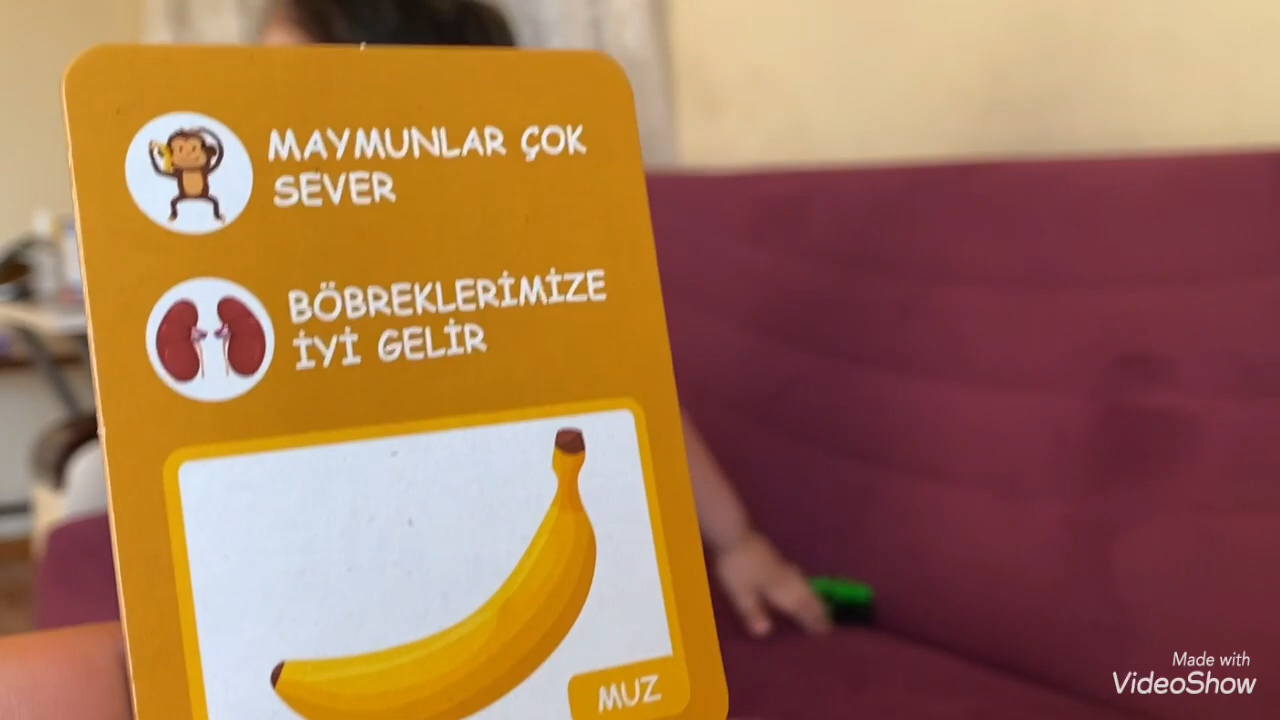 MAYMUNLAR ÇOK
SEVER
BÖBREKLERİMİZE
İYİ GELİR
MUZ
Made with
VideoShow